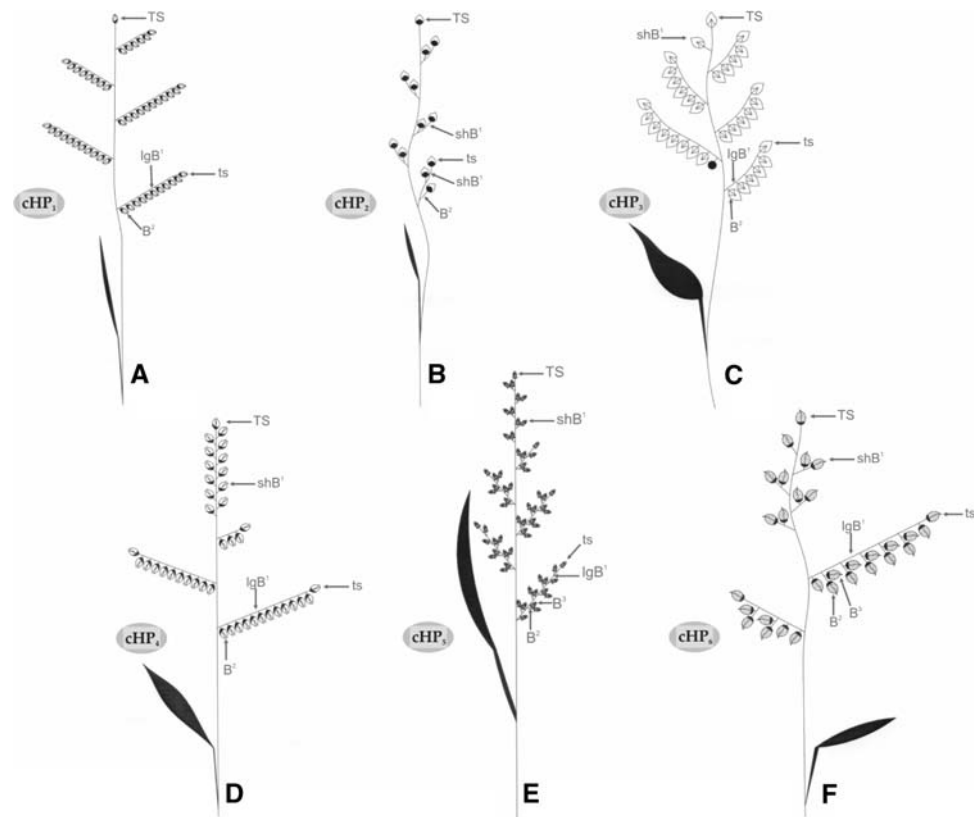 TS
lgB¹
ts
cHP₁
B²
A
TS
shB¹
ts
shB¹
cHP₂
B²
B
TS
shB¹
ts
lgB¹
cHP₃
B²
C
TS
shB¹
lgB¹
ts
cHP₄
B²
D
TS
shB¹
ts
lgB¹
B³
cHP₅
B²
E
TS
shB¹
lgB¹
ts
B³
B²
cHP₆
F